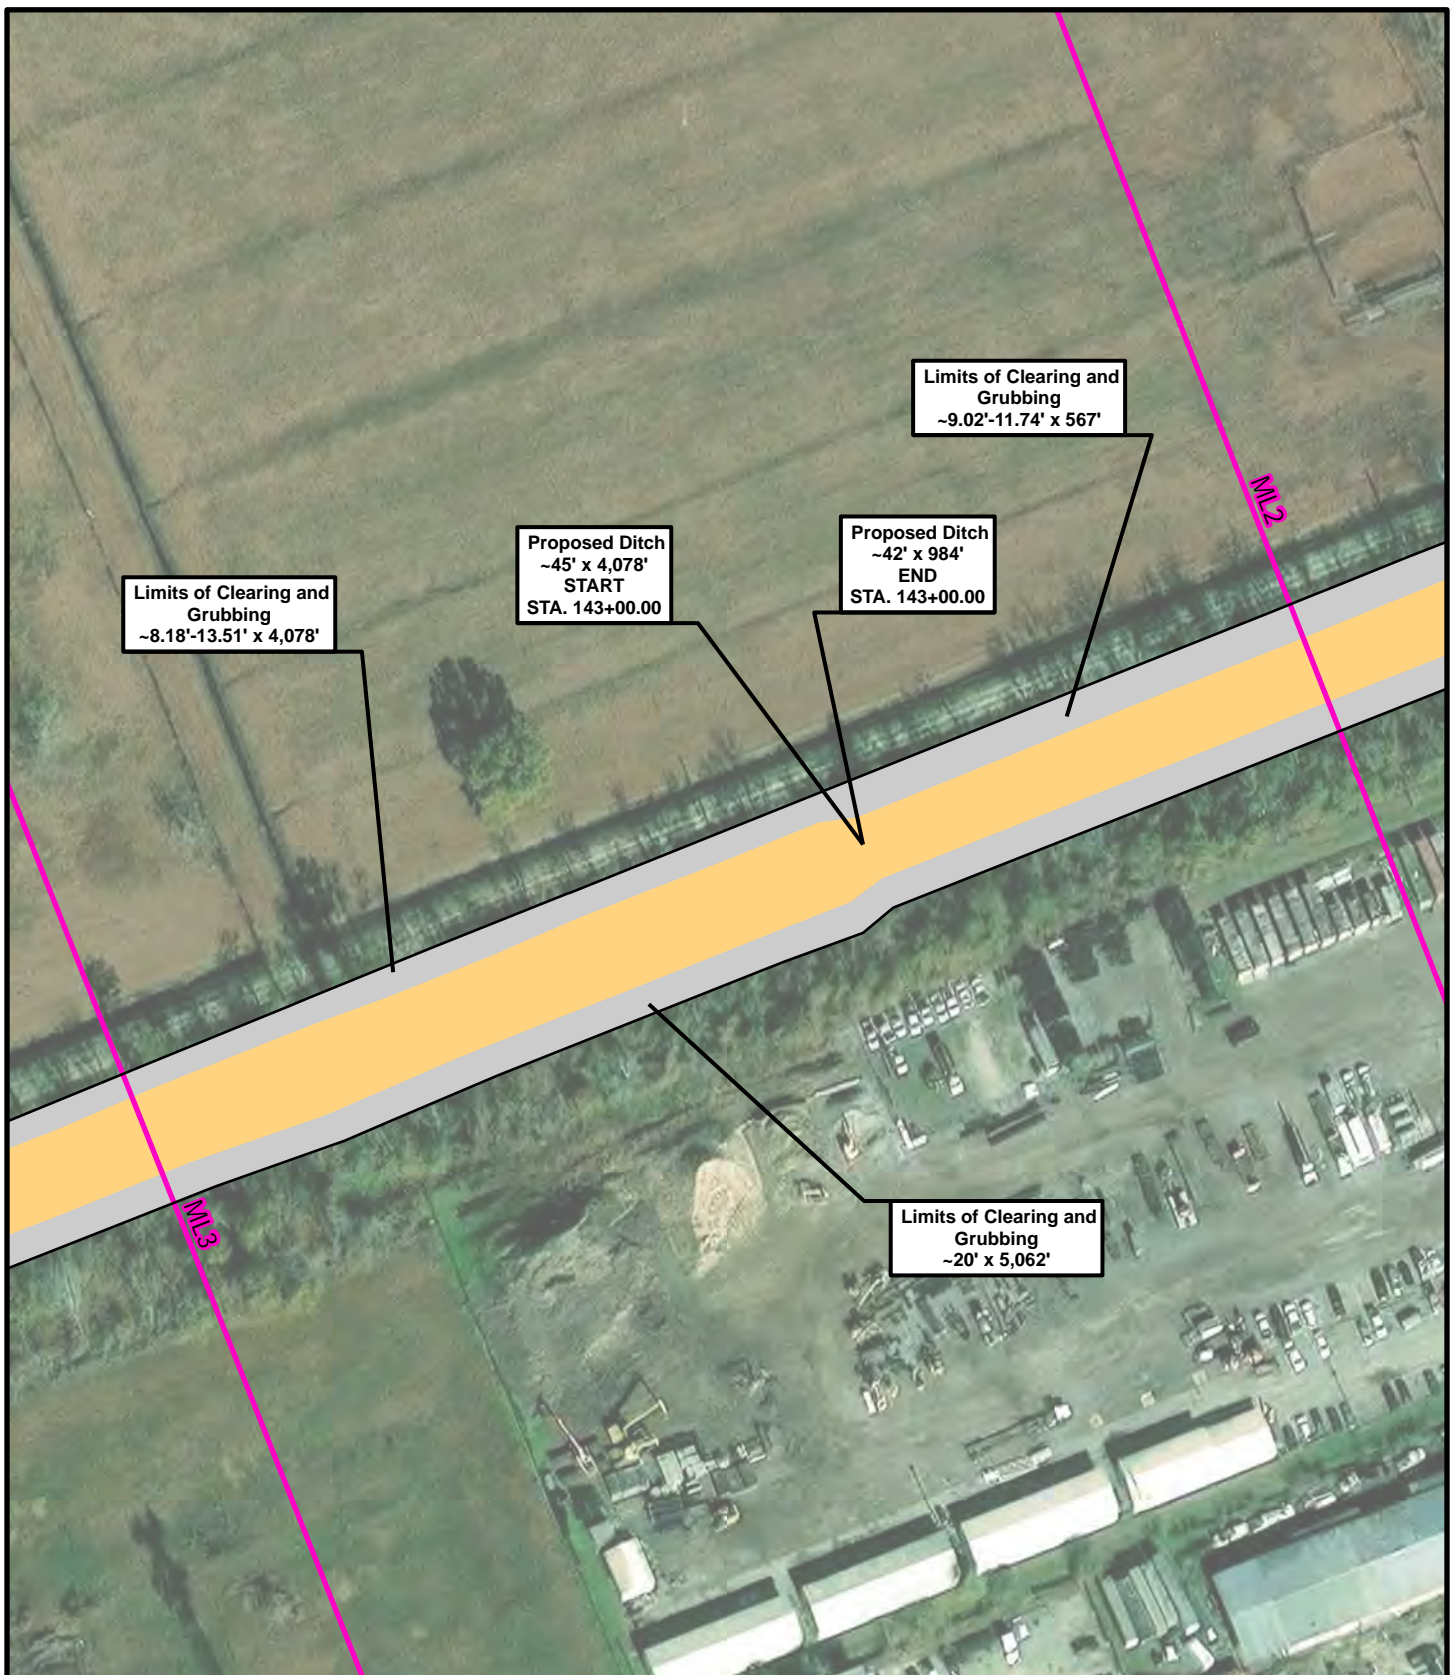 Limits of Clearing and
Grubbing
~9.02'-11.74' x 567'
ML2
Proposed Ditch
~45' x 4,078'
START
STA. 143+00.00
Proposed Ditch
~42' x 984'
END
STA. 143+00.00
Limits of Clearing and
Grubbing
~8.18'-13.51' x 4,078'
ML3
Limits of Clearing and
Grubbing
~20' x 5,062'